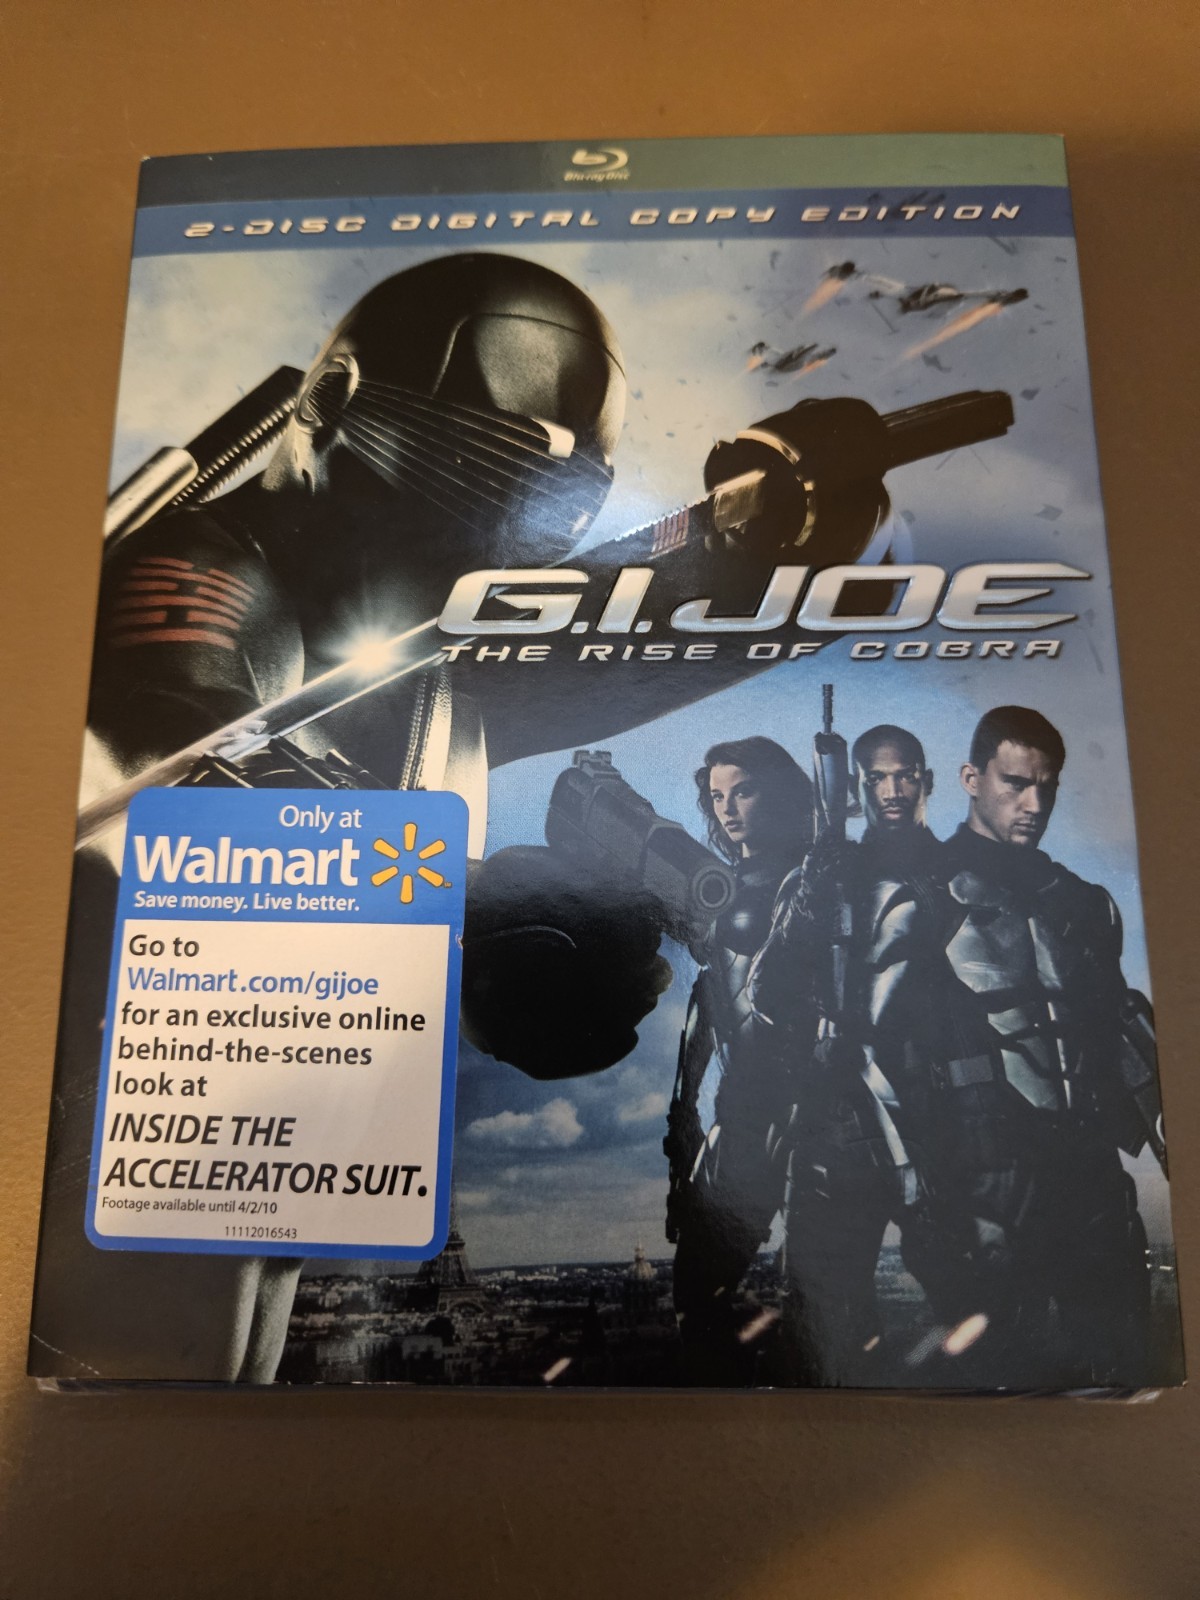 Blu-ray Disc
2-DISC DIGITAL COPY EDITION
G.I. JOE
THE RISE OF COBRA
Only at
Walmart
Save money. Live better.
Go to
Walmart.com/gijoe
for an exclusive online
behind-the-scenes
look at
INSIDE THE
ACCELERATOR SUIT.
Footage available until 4/2/10
11112016543